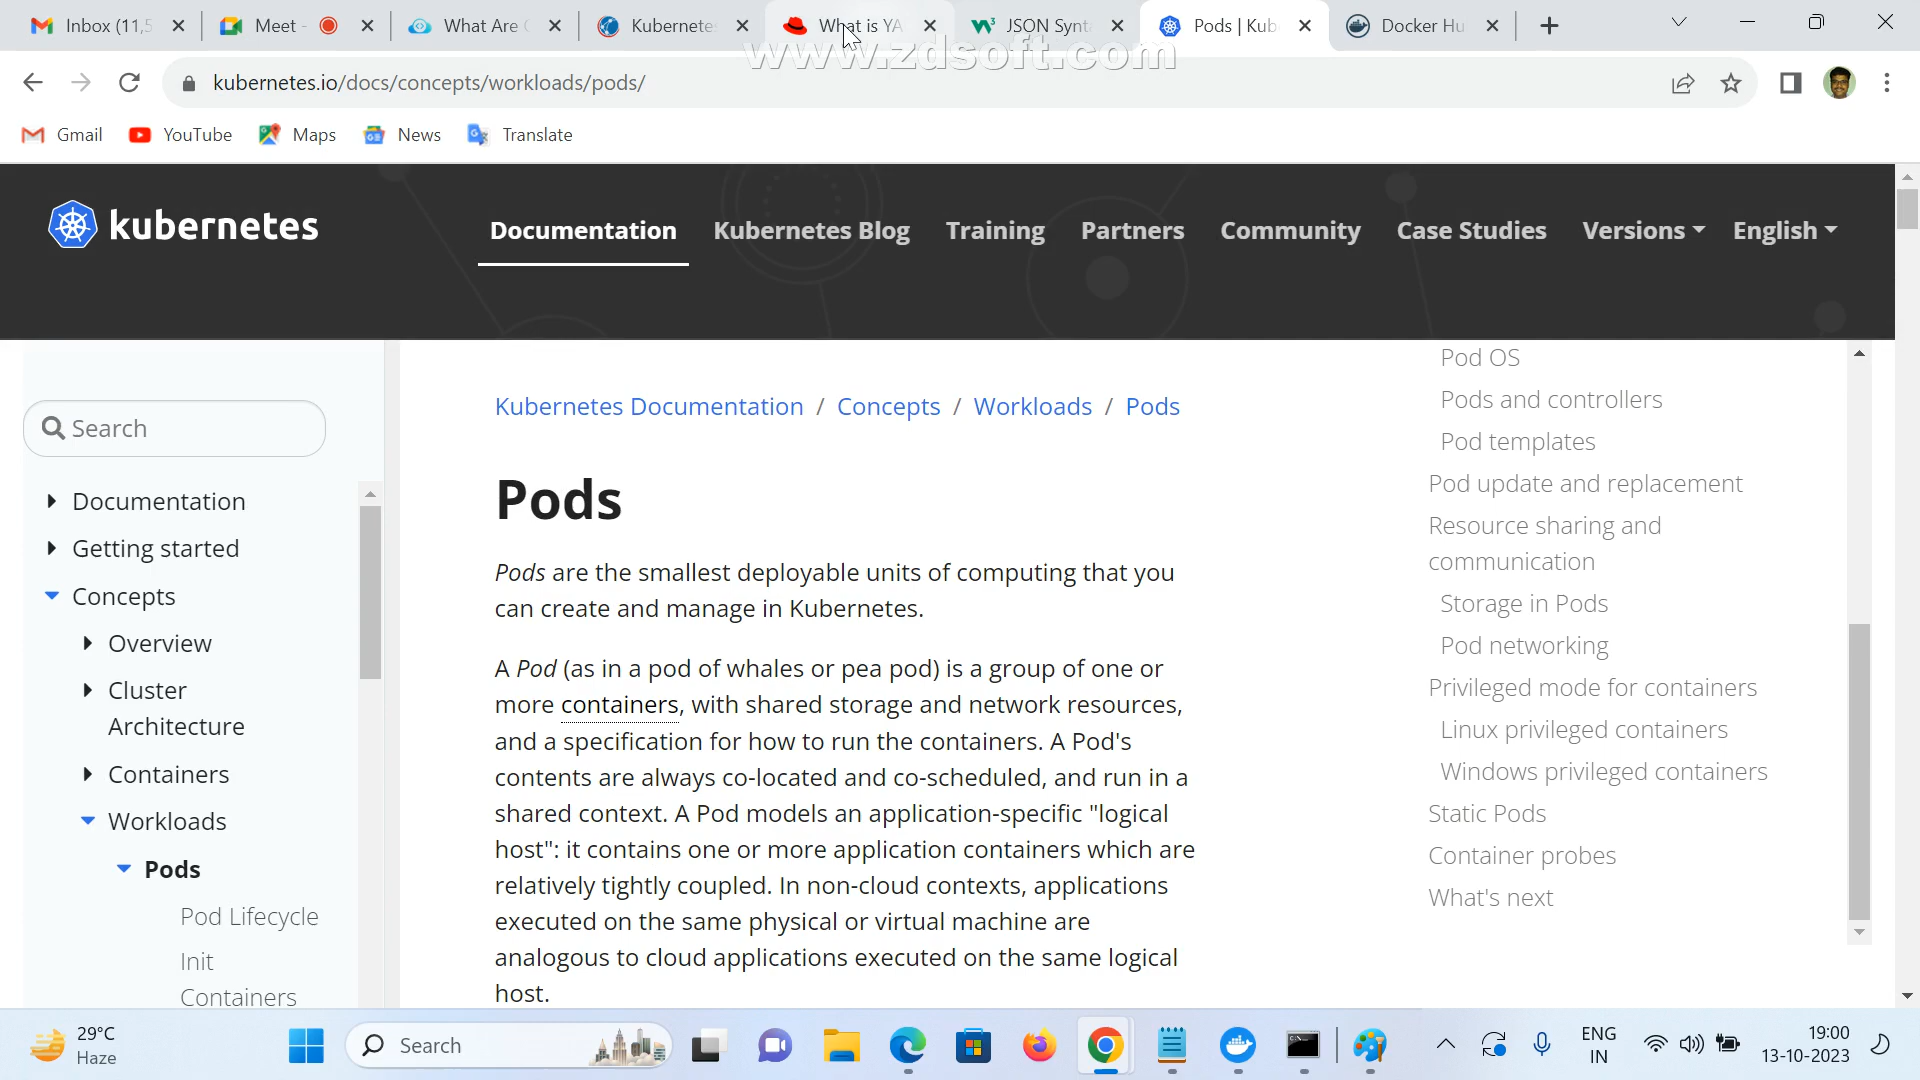 Inbox (11,5
Meet -
What Are
Kubernete
What is YA
JSON Synta
Pods | Kub
Docker Hu
www.zdsoft.com
kubernetes.io/docs/concepts/workloads/pods/
Gmail
YouTube
Maps
News
Translate
kubernetes
Documentation
Kubernetes Blog
Training
Partners
Community
Case Studies
Versions
English
Search
Documentation
Getting started
Concepts
Overview
Cluster
Architecture
Containers
Workloads
Pods
Pod Lifecycle
Init
Containers
Kubernetes Documentation / Concepts / Workloads / Pods
Pods
Pods are the smallest deployable units of computing that you
can create and manage in Kubernetes.
A Pod (as in a pod of whales or pea pod) is a group of one or
more containers, with shared storage and network resources,
and a specification for how to run the containers. A Pod's
contents are always co-located and co-scheduled, and run in a
shared context. A Pod models an application-specific "logical
host": it contains one or more application containers which are
relatively tightly coupled. In non-cloud contexts, applications
executed on the same physical or virtual machine are
analogous to cloud applications executed on the same logical
host.
Pod OS
Pods and controllers
Pod templates
Pod update and replacement
Resource sharing and
communication
Storage in Pods
Pod networking
Privileged mode for containers
Linux privileged containers
Windows privileged containers
Static Pods
Container probes
What's next
29°C
Haze
Search
ENG
IN
19:00
13-10-2023